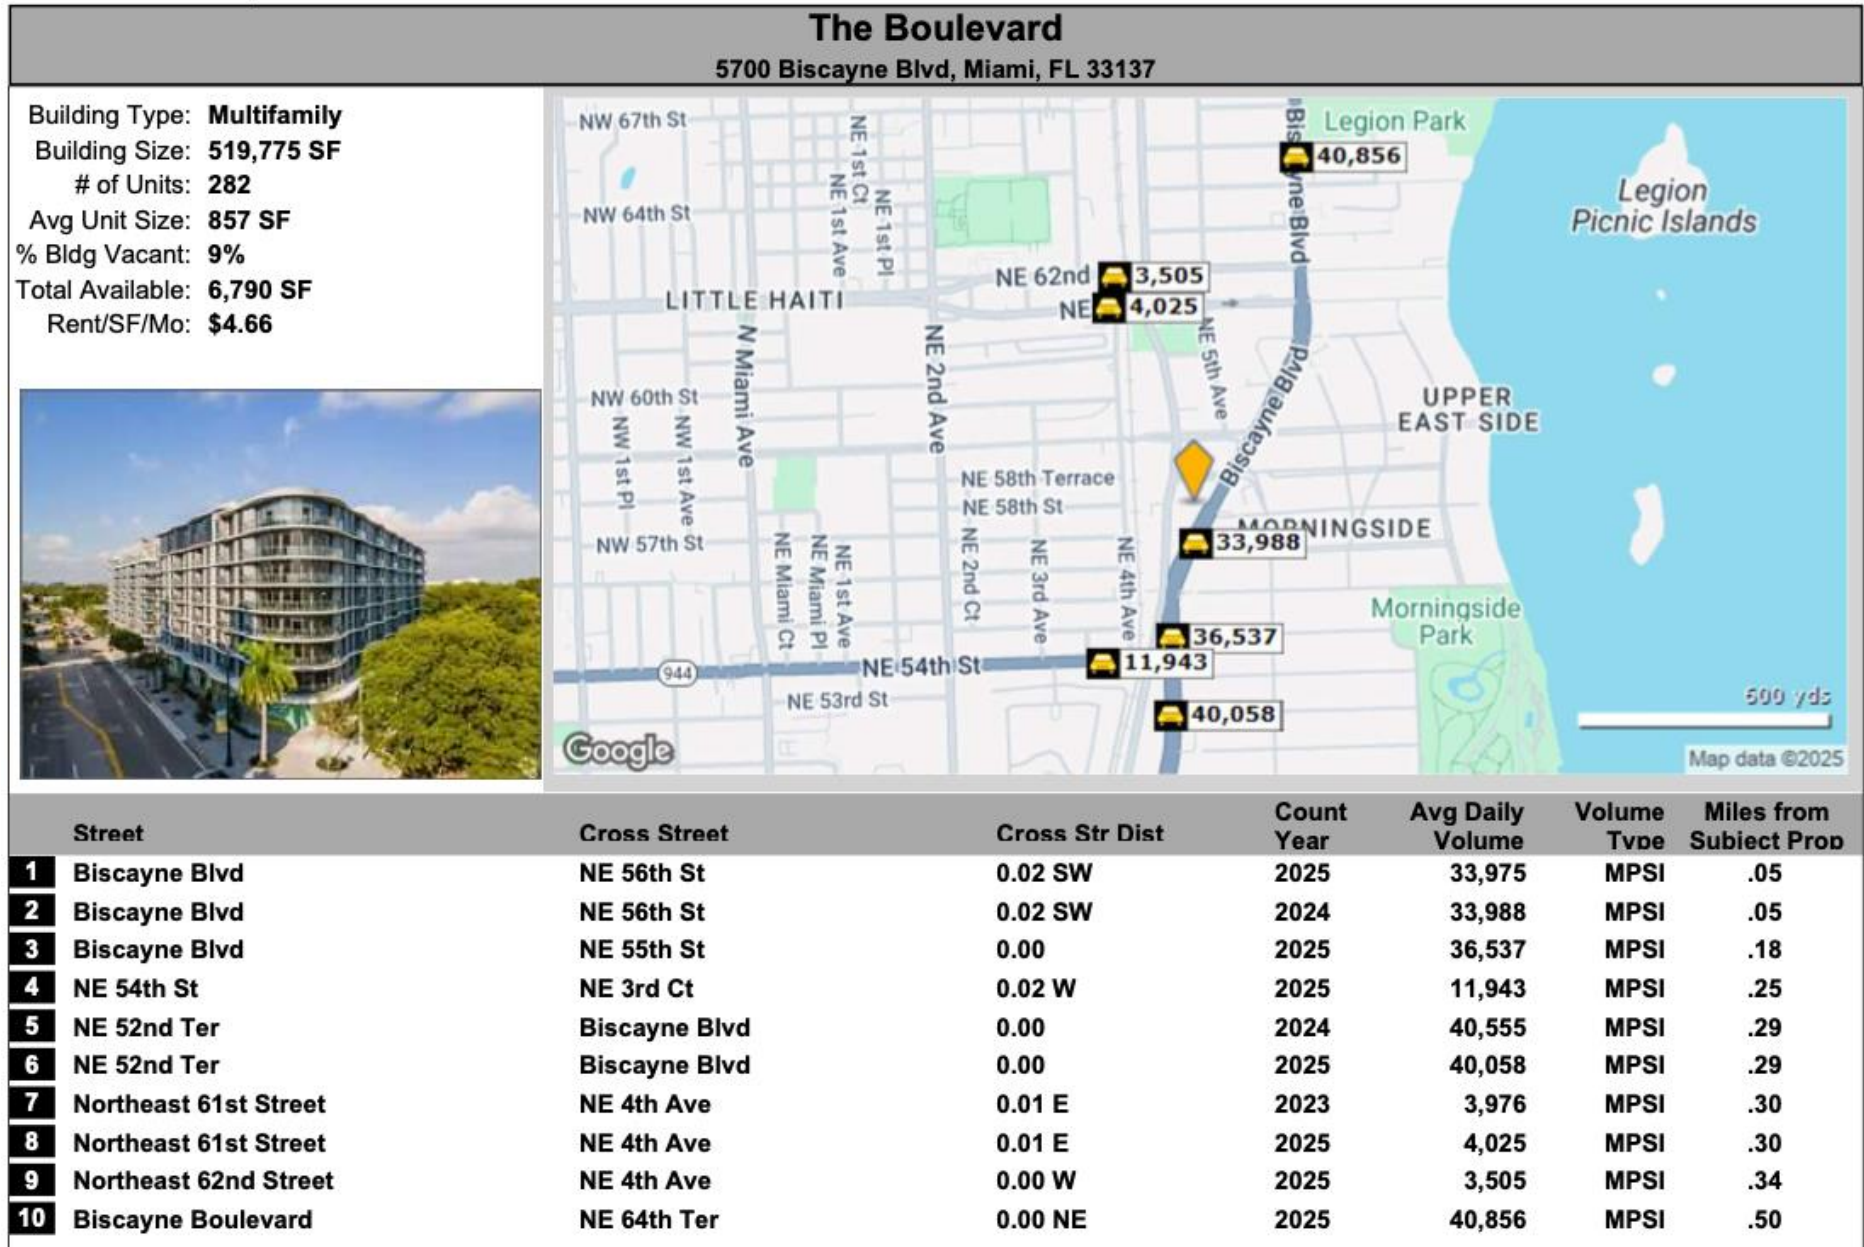 The Boulevard
5700 Biscayne Blvd, Miami, FL 33137
Building Type: Multifamily
Building Size: 519,775 SF
# of Units: 282
Avg Unit Size: 857 SF
% Bldg Vacant: 9%
Total Available: 6,790 SF
Rent/SF/Mo: $4.66
NW 67th St
NE 1st Ct
NE 1st Ave
NE 1st Pl
Biscayne Blvd
Legion Park
40,856
Legion
Picnic Islands
NW 64th St
NE 62nd
3,505
LITTLE HAITI
NE
4,025
N Miami Ave
NE 2nd Ave
NE 5th Ave
Biscayne Blvd
UPPER
EAST SIDE
NW 60th St
NW 1st Pl
NW 1st Ave
NE 58th Terrace
NE 58th St
MORNINGSIDE
33,988
NW 57th St
NE Miami Ct
NE Miami Pl
NE 1st Ave
NE 2nd Ct
NE 3rd Ave
NE 4th Ave
Morningside
Park
36,537
11,943
944
NE 54th St
NE 53rd St
40,058
600 yds
Google
Map data ©2025
Street Cross Street Cross Str Dist Count Year Avg Daily Volume Volume Type Miles from Subject Prop
1 Biscayne Blvd NE 56th St 0.02 SW 2025 33,975 MPSI .05
2 Biscayne Blvd NE 56th St 0.02 SW 2024 33,988 MPSI .05
3 Biscayne Blvd NE 55th St 0.00 2025 36,537 MPSI .18
4 NE 54th St NE 3rd Ct 0.02 W 2025 11,943 MPSI .25
5 NE 52nd Ter Biscayne Blvd 0.00 2024 40,555 MPSI .29
6 NE 52nd Ter Biscayne Blvd 0.00 2025 40,058 MPSI .29
7 Northeast 61st Street NE 4th Ave 0.01 E 2023 3,976 MPSI .30
8 Northeast 61st Street NE 4th Ave 0.01 E 2025 4,025 MPSI .30
9 Northeast 62nd Street NE 4th Ave 0.00 W 2025 3,505 MPSI .34
10 Biscayne Boulevard NE 64th Ter 0.00 NE 2025 40,856 MPSI .50